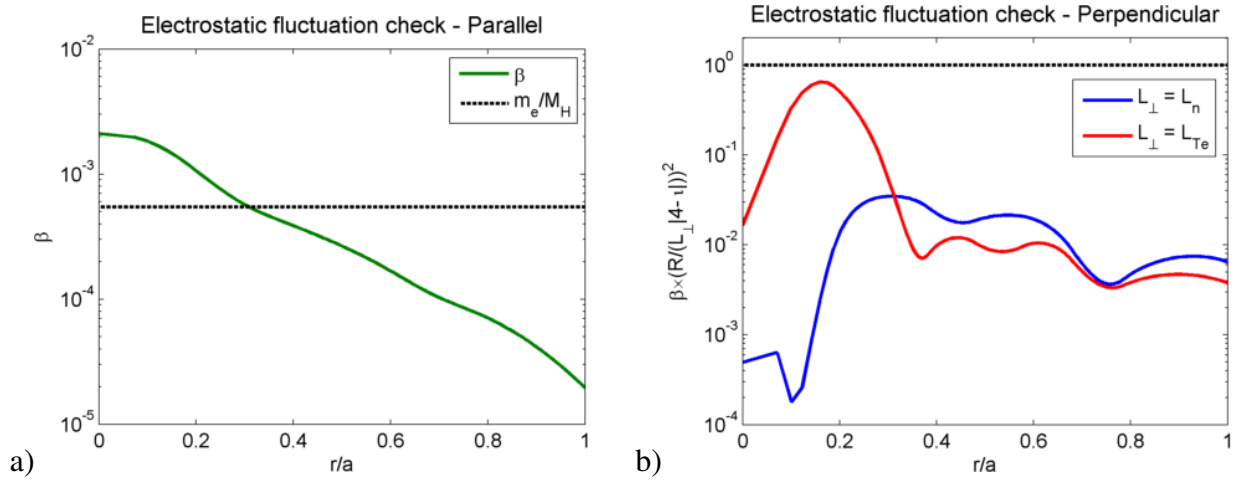 Electrostatic fluctuation check - Parallel
10^-2
10^-3
10^-4
10^-5
β
β
m_e/M_H
0
0.2
0.4
0.6
0.8
1
r/a
a)
Electrostatic fluctuation check - Perpendicular
10^0
10^-1
10^-2
10^-3
10^-4
β×(R/(L_⊥|4-ι|))^2
L_⊥ = L_n
L_⊥ = L_Te
0
0.2
0.4
0.6
0.8
1
r/a
b)